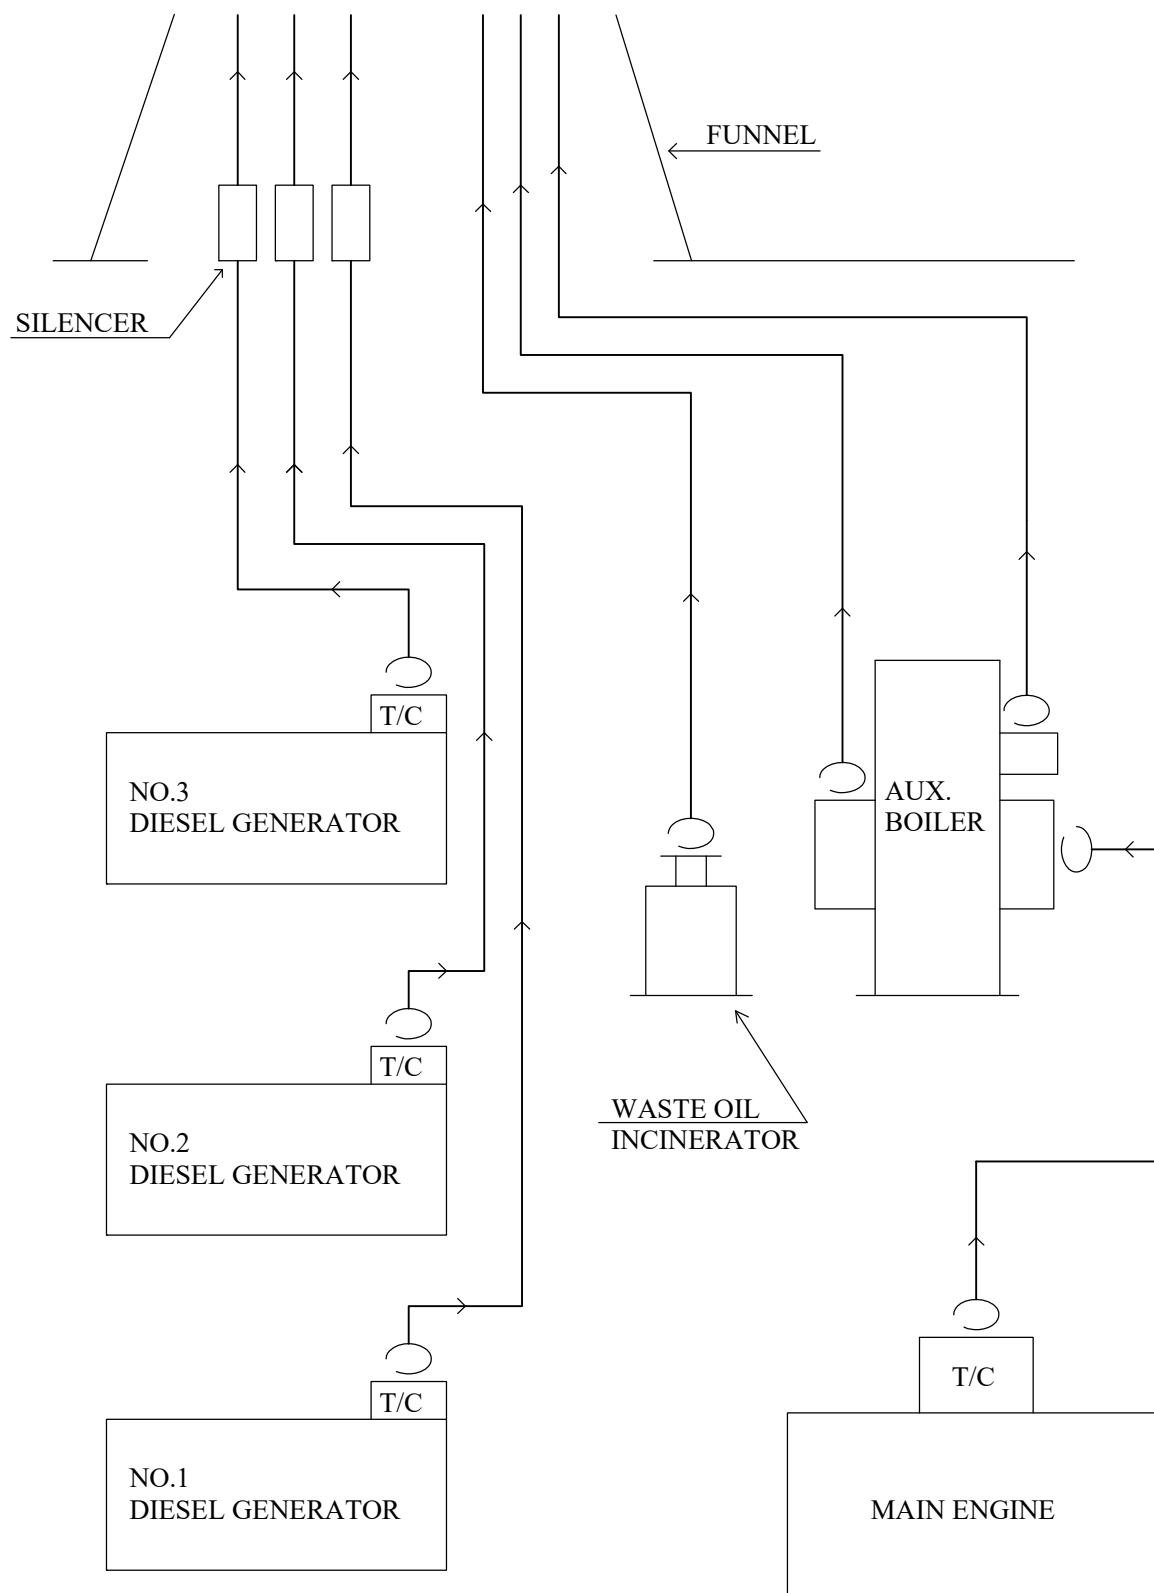 FUNNEL
SILENCER
T/C
NO.3
DIESEL GENERATOR
AUX.
BOILER
T/C
NO.2
DIESEL GENERATOR
WASTE OIL
INCINERATOR
T/C
T/C
NO.1
DIESEL GENERATOR
MAIN ENGINE